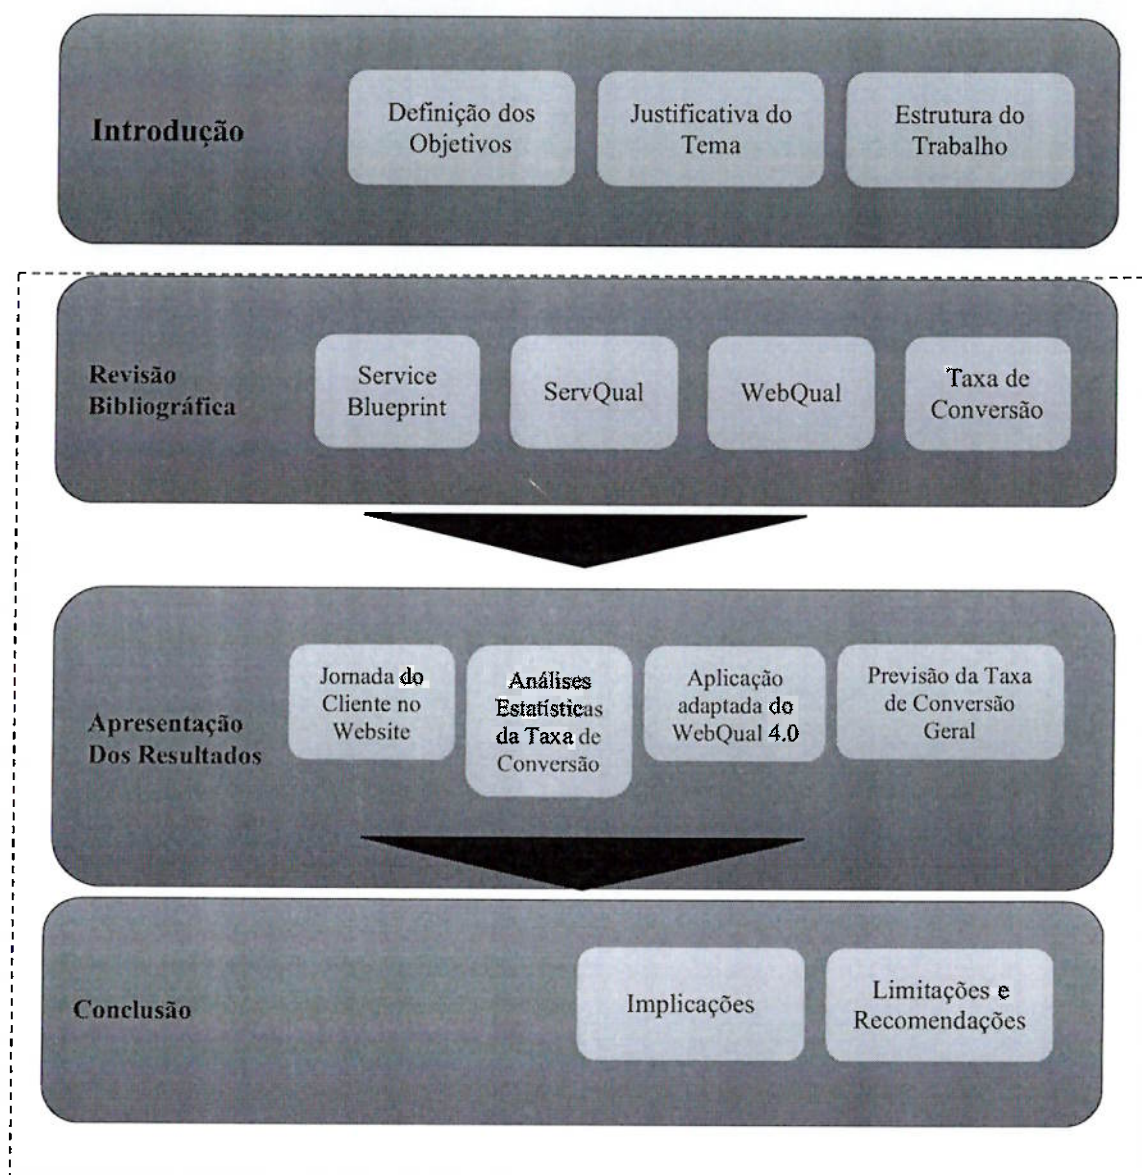 Introdução
Definição dos
Objetivos
Justificativa do
Tema
Estrutura do
Trabalho
Revisão
Bibliográfica
Service
Blueprint
ServQual
WebQual
Taxa de
Conversão
Apresentação
Dos Resultados
Jornada do
Cliente no
Website
Análises
Estatísticas
da Taxa de
Conversão
Aplicação
adaptada do
WebQual 4.0
Previsão da Taxa
de Conversão
Geral
Conclusão
Implicações
Limitações e
Recomendações